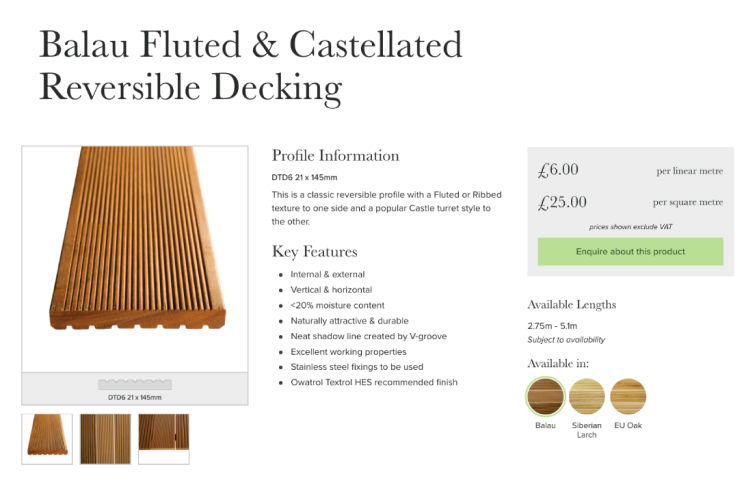 Balau Fluted & Castellated
Reversible Decking
DTD6 21 x 145mm
Profile Information
DTD6 21 x 145mm
This is a classic reversible profile with a Fluted or Ribbed
texture to one side and a popular Castle turret style to
the other.
Key Features
Internal & external
Vertical & horizontal
<20% moisture content
Naturally attractive & durable
Neat shadow line created by V-groove
Excellent working properties
Stainless steel fixings to be used
Owatrol Textrol HES recommended finish
£6.00 per linear metre
£25.00 per square metre
prices shown exclude VAT
Enquire about this product
Available Lengths
2.75m - 5.1m
Subject to availability
Available in:
Balau
Siberian
Larch
EU Oak